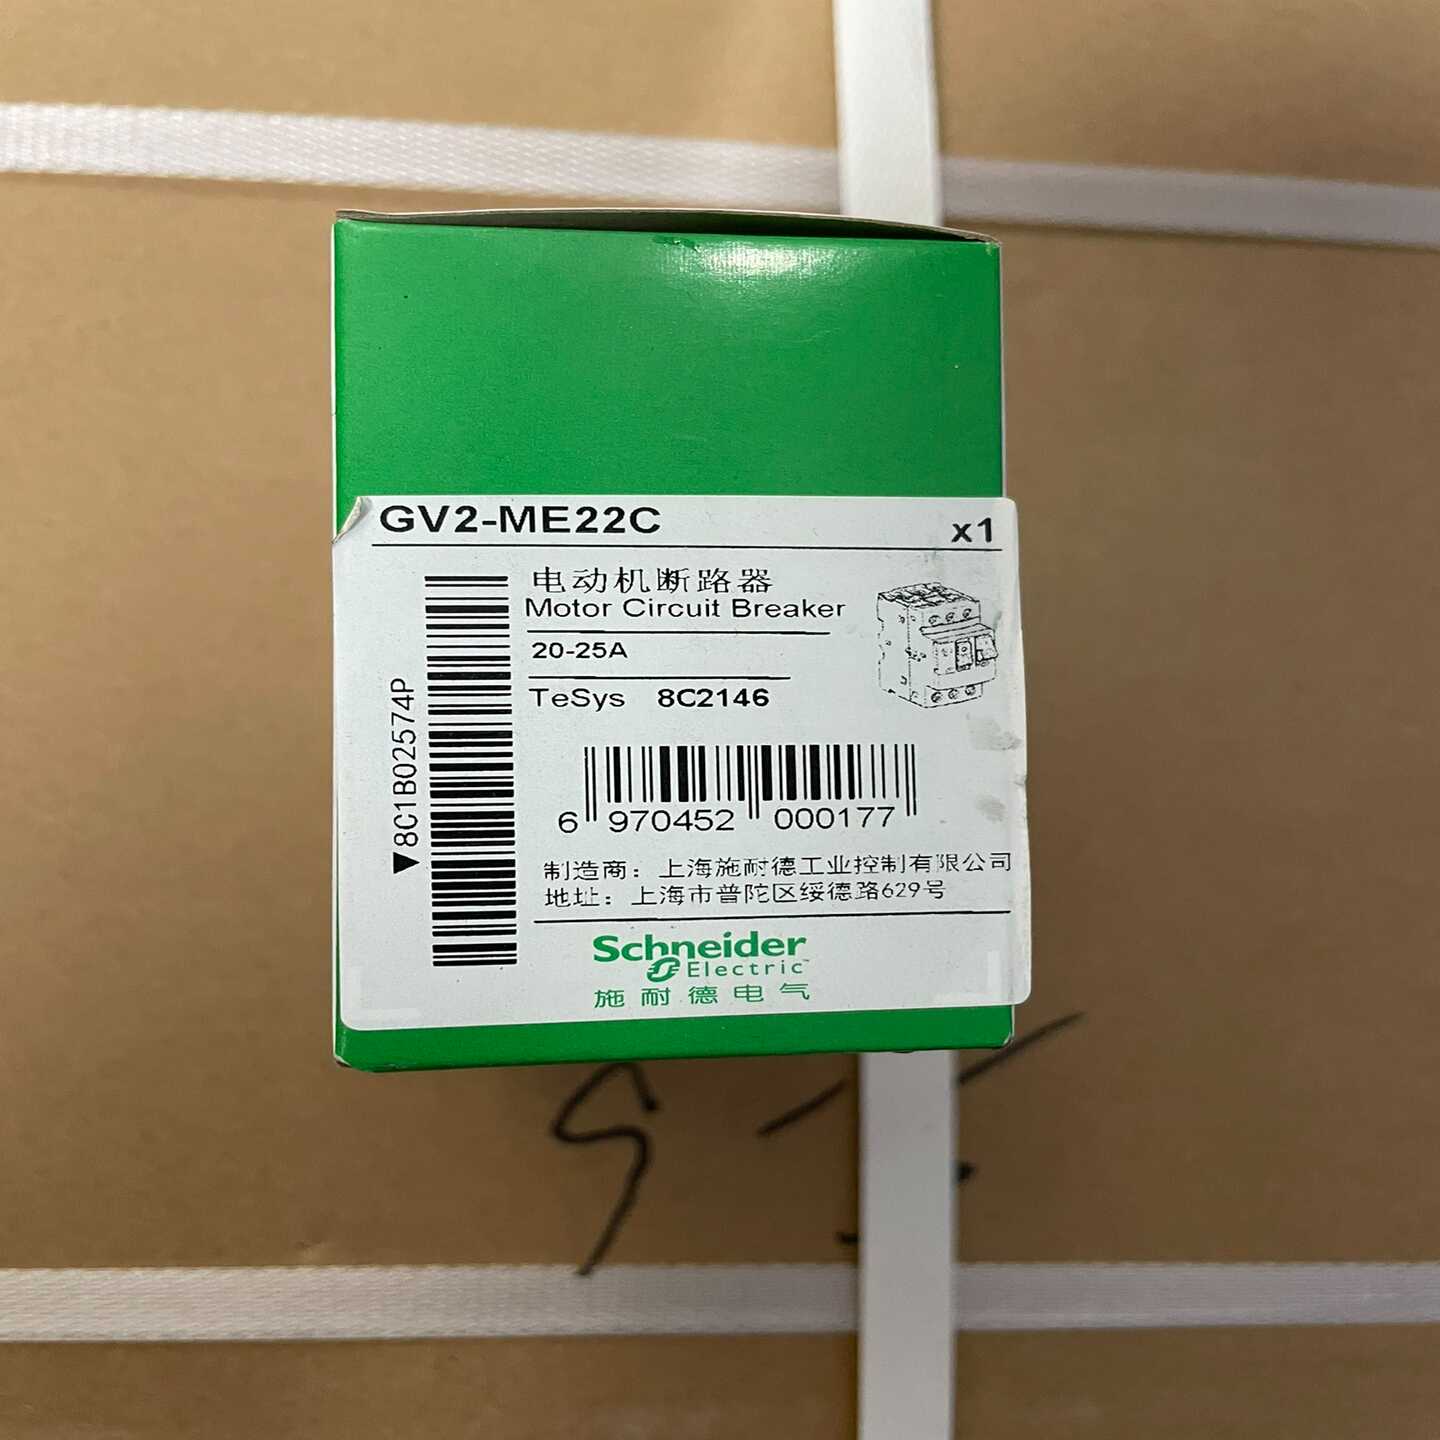 GV2-ME22C
x1
电动机断路器
Motor Circuit Breaker
20-25A
TeSys 8C2146
▼8C1B02574P
6 970452 000177
制造商：上海施耐德工业控制有限公司
地址：上海市普陀区绥德路629号
Schneider
Electric™
施耐德电气